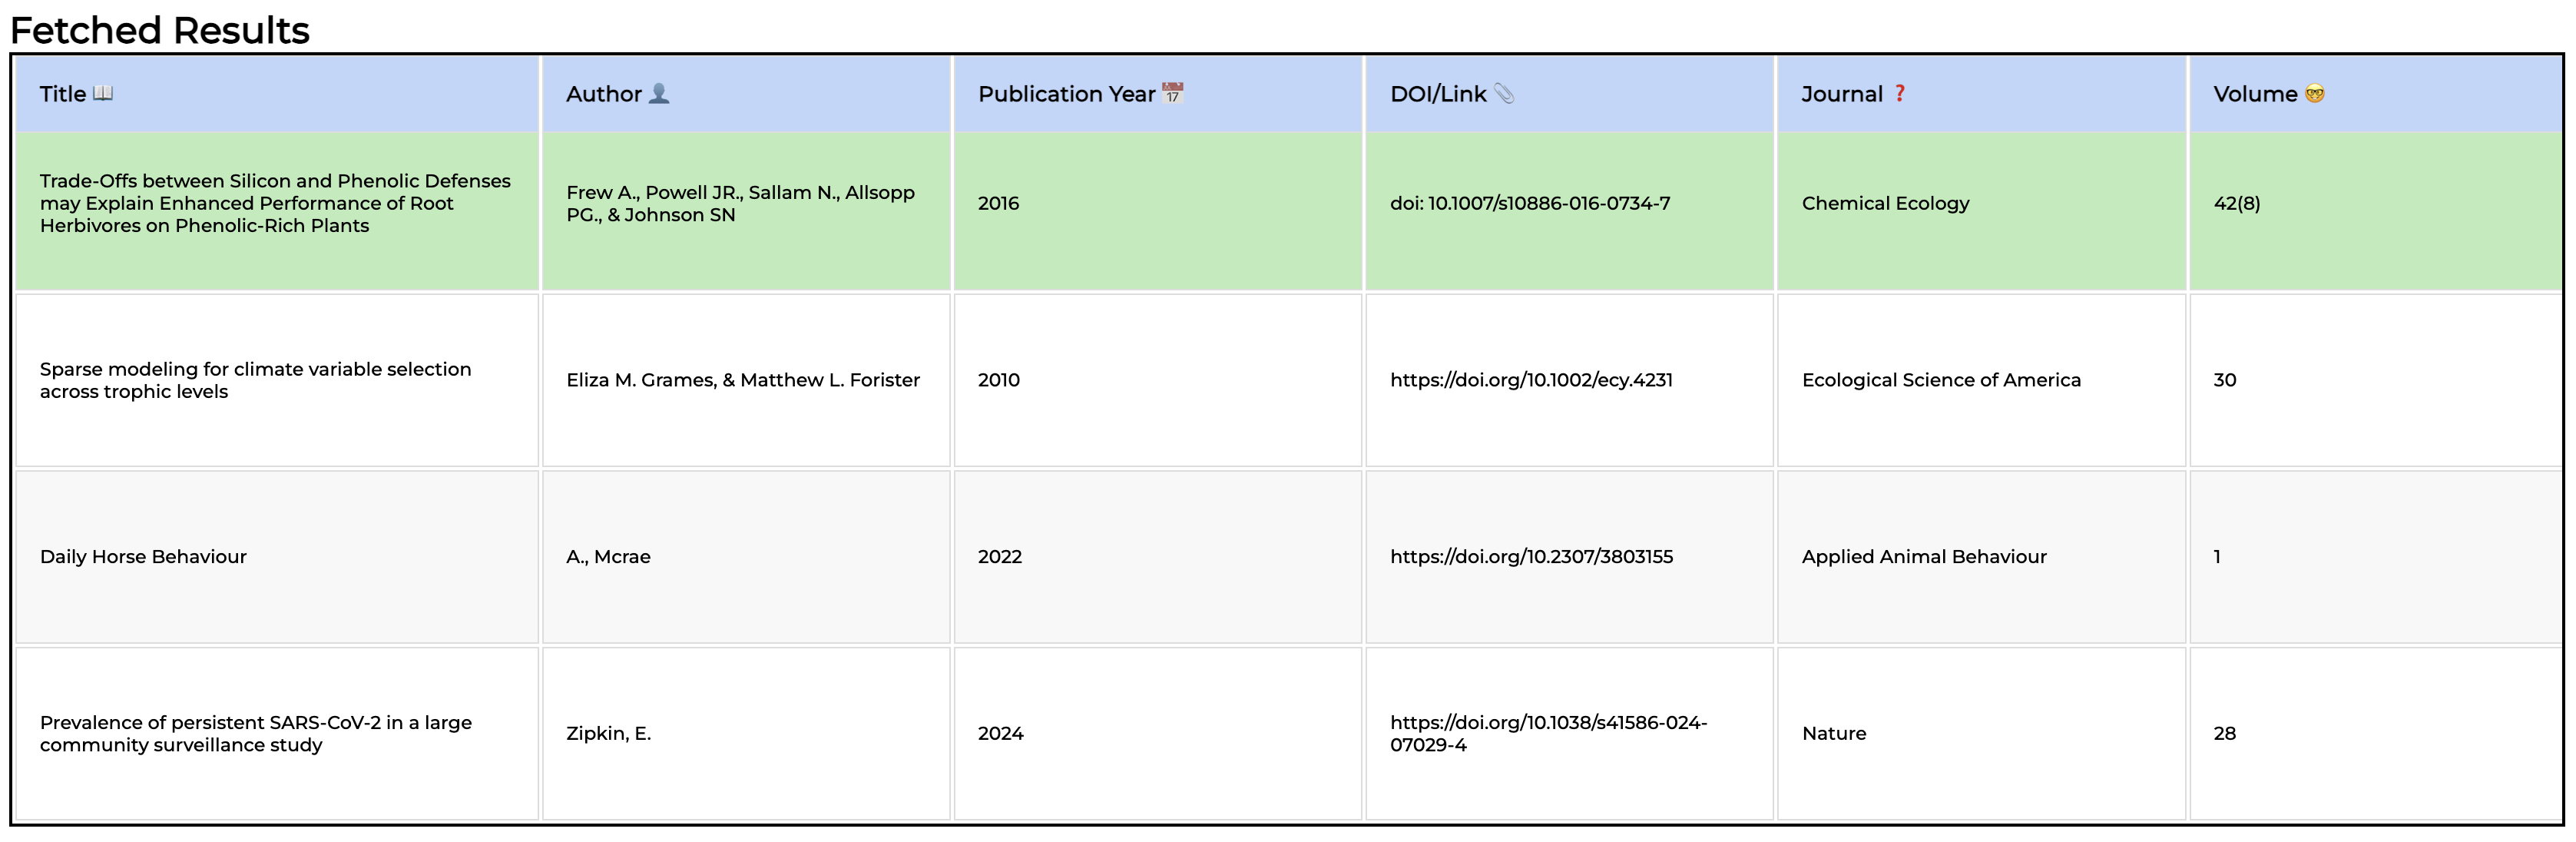 Fetched Results
Title 📖 Author 👤 Publication Year 📅 DOI/Link 📎 Journal ❓ Volume 🤓
Trade-Offs between Silicon and Phenolic Defenses
may Explain Enhanced Performance of Root
Herbivores on Phenolic-Rich Plants
Frew A., Powell JR., Sallam N., Allsopp
PG., & Johnson SN
2016
doi: 10.1007/s10886-016-0734-7
Chemical Ecology
42(8)
Sparse modeling for climate variable selection
across trophic levels
Eliza M. Grames, & Matthew L. Forister
2010
https://doi.org/10.1002/ecy.4231
Ecological Science of America
30
Daily Horse Behaviour
A., Mcrae
2022
https://doi.org/10.2307/3803155
Applied Animal Behaviour
1
Prevalence of persistent SARS-CoV-2 in a large
community surveillance study
Zipkin, E.
2024
https://doi.org/10.1038/s41586-024-
07029-4
Nature
28